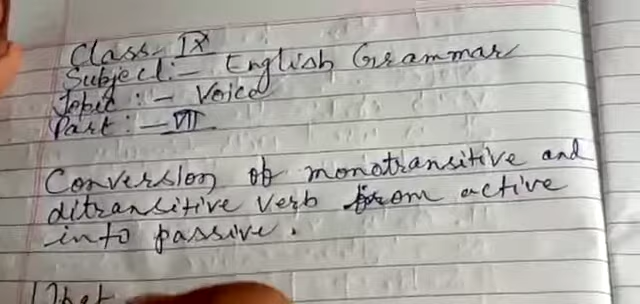 Class- IX
Subject:- English Grammar
Topic :- Voice
Part :- VII
Conversion of monotransitive and
ditransitive verb from active
into passive.